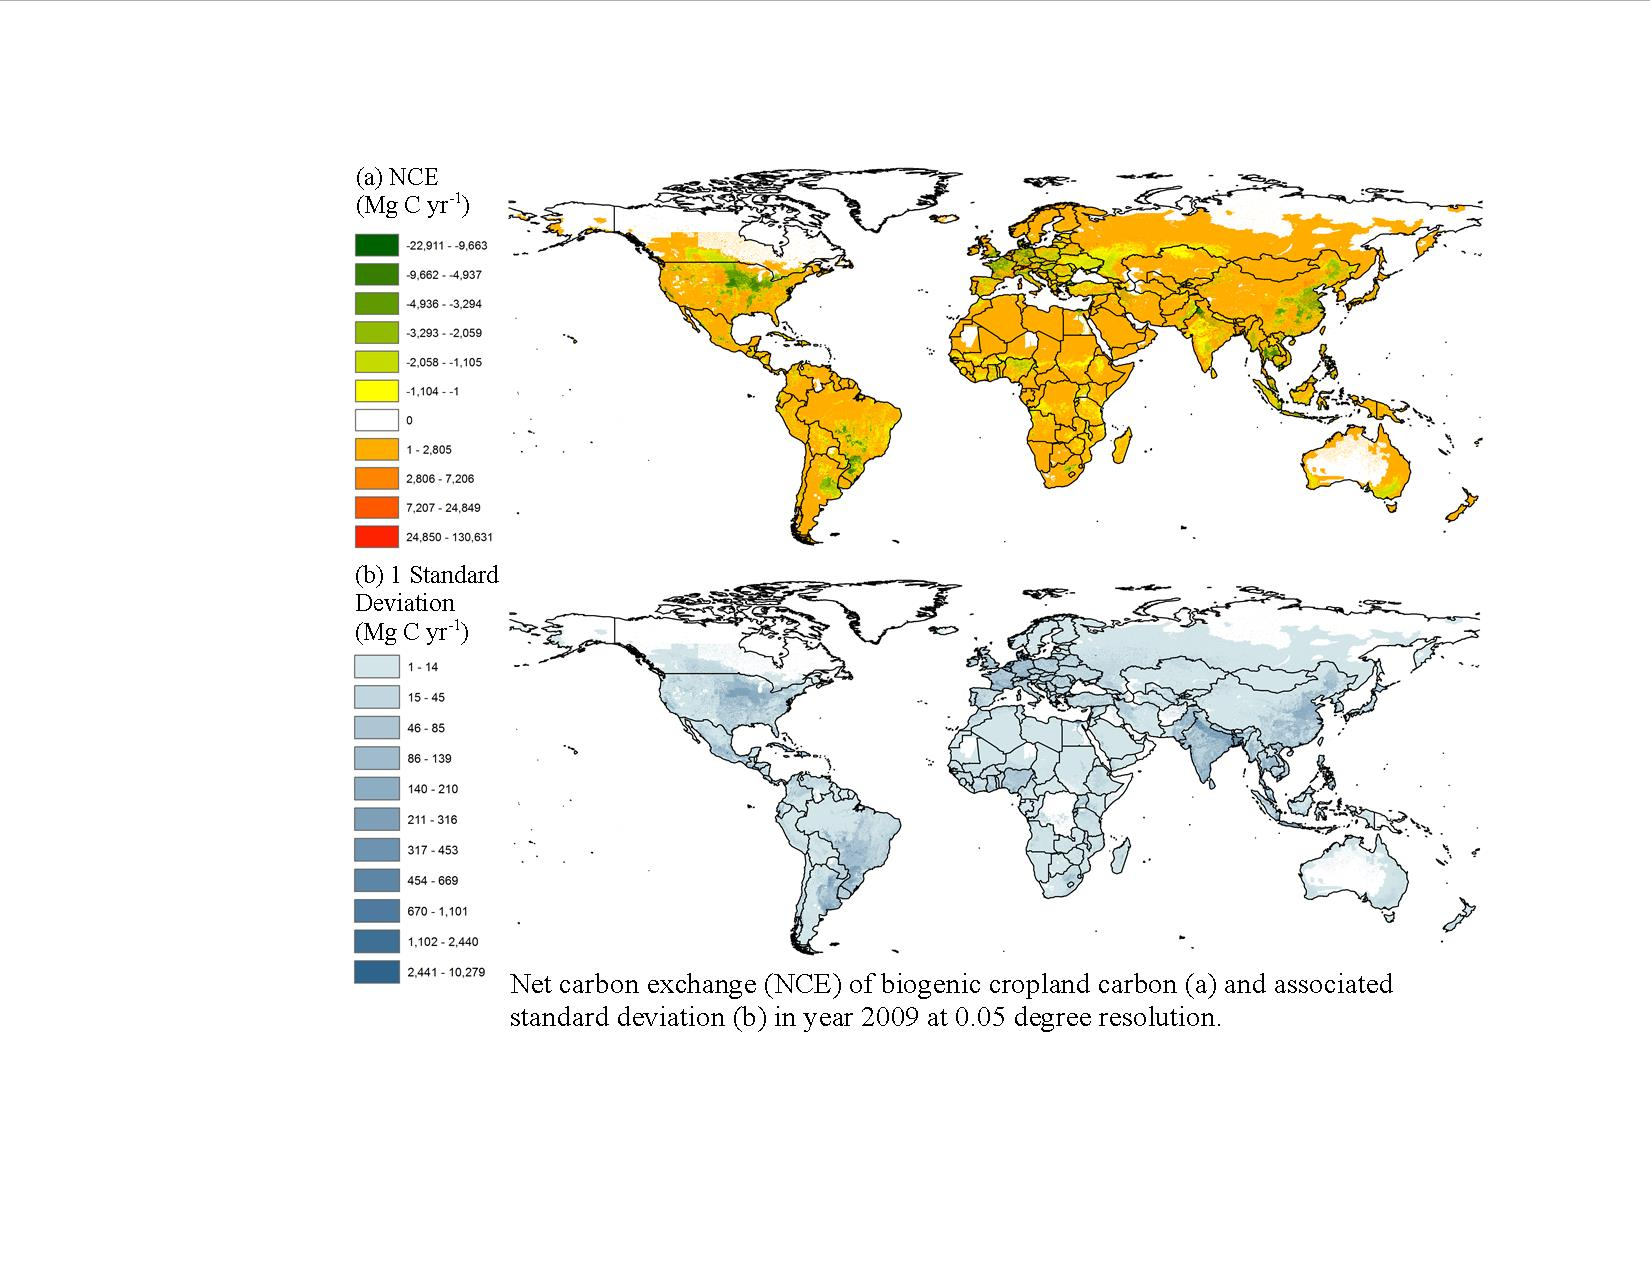 (a) NCE
(Mg C yr-1)
-22,911 - -9,663
-9,662 - -4,937
-4,936 - -3,294
-3,293 - -2,059
-2,058 - -1,105
-1,104 - -1
0
1 - 2,805
2,806 - 7,206
7,207 - 24,849
24,850 - 130,631
(b) 1 Standard
Deviation
(Mg C yr-1)
1 - 14
15 - 45
46 - 85
86 - 139
140 - 210
211 - 316
317 - 453
454 - 669
670 - 1,101
1,102 - 2,440
2,441 - 10,279
Net carbon exchange (NCE) of biogenic cropland carbon (a) and associated
standard deviation (b) in year 2009 at 0.05 degree resolution.